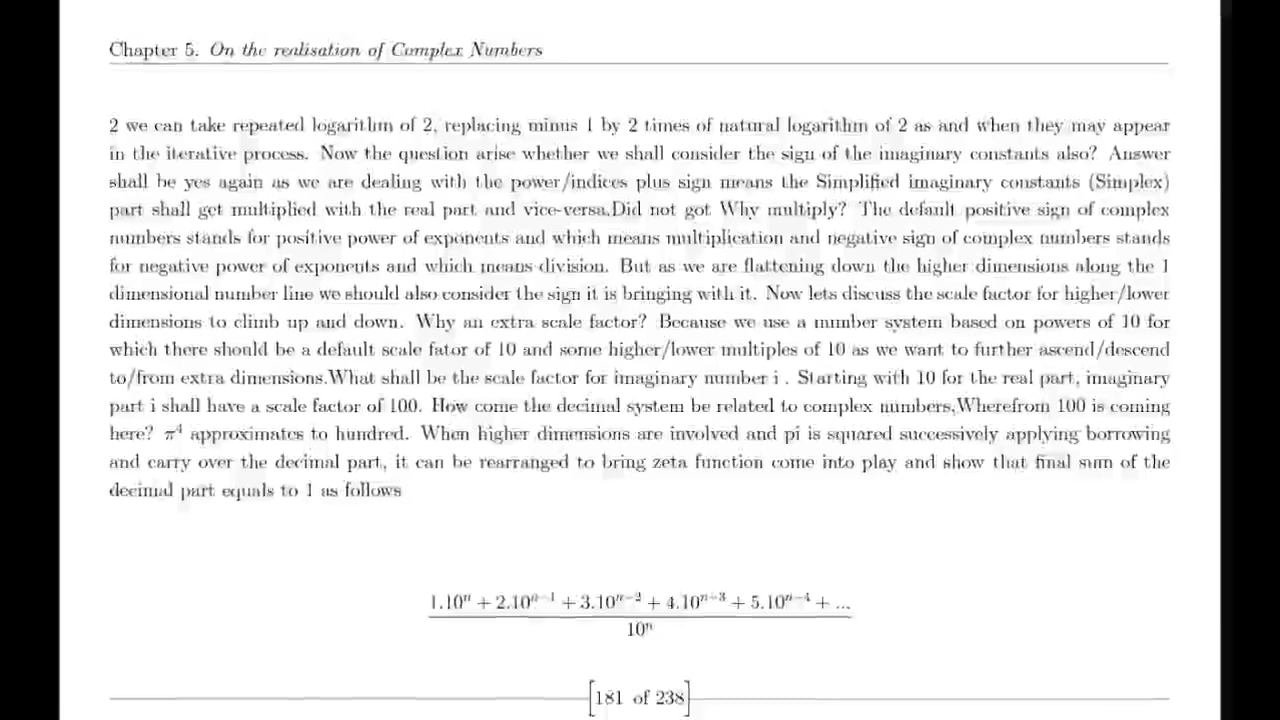 Chapter 5. On the realisation of Complex Numbers
2 we can take repeated logarithm of 2, replacing minus 1 by 2 times of natural logarithm of 2 as and when they may appear
in the iterative process. Now the question arise whether we shall consider the sign of the imaginary constants also? Answer
shall be yes again as we are dealing with the power/indices plus sign means the Simplified imaginary constants (Simplex)
part shall get multiplied with the real part and vice-versa.Did not got Why multiply? The default positive sign of complex
numbers stands for positive power of exponents and which means multiplication and negative sign of complex numbers stands
for negative power of exponents and which means division. But as we are flattening down the higher dimensions along the 1
dimensional number line we should also consider the sign it is bringing with it. Now lets discuss the scale factor for higher/lower
dimensions to climb up and down. Why an extra scale factor? Because we use a number system based on powers of 10 for
which there should be a default scale fator of 10 and some higher/lower multiples of 10 as we want to further ascend/descend
to/from extra dimensions.What shall be the scale factor for imaginary number i . Starting with 10 for the real part, imaginary
part i shall have a scale factor of 100. How come the decimal system be related to complex numbers,Wherefrom 100 is coming
here? π⁴ approximates to hundred. When higher dimensions are involved and pi is squared successively applying borrowing
and carry over the decimal part, it can be rearranged to bring zeta function come into play and show that final sum of the
decimal part equals to 1 as follows
1.10ⁿ + 2.10ⁿ⁻¹ + 3.10ⁿ⁻² + 4.10ⁿ⁻³ + 5.10ⁿ⁻⁴ + ...
10ⁿ
[181 of 238]